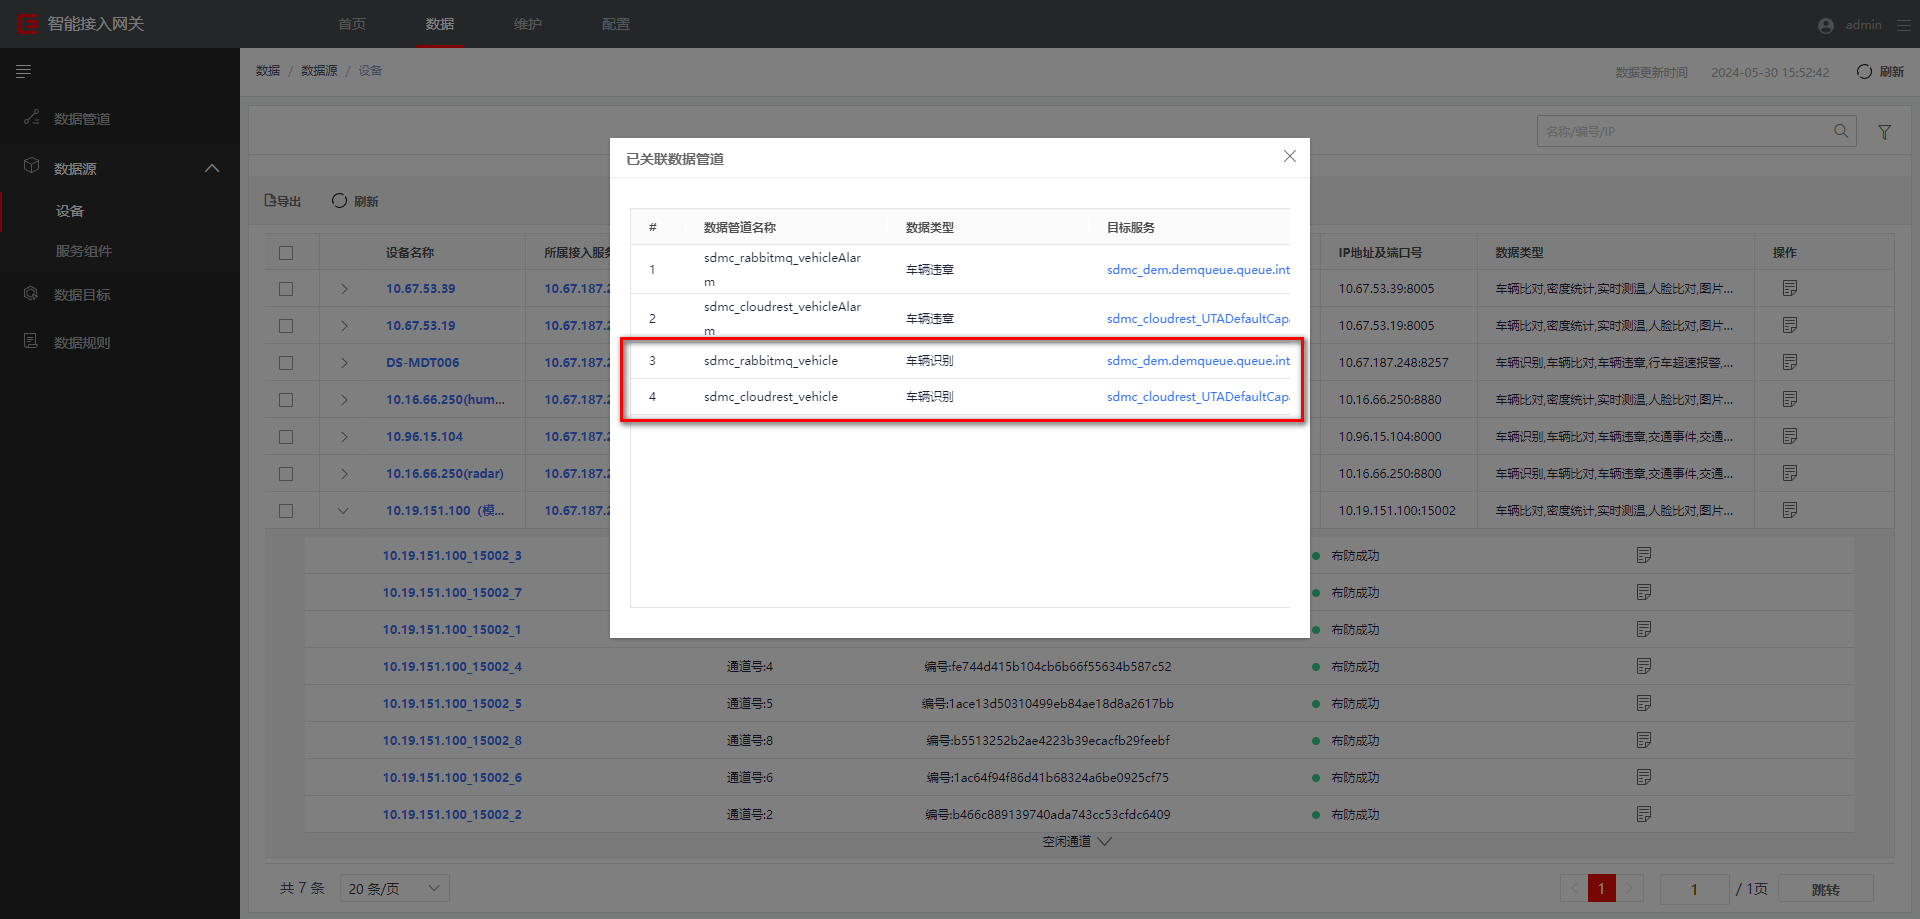 智能接入网关
首页 数据 维护 配置
admin
数据 / 数据源 / 设备
数据更新时间 2024-05-30 15:52:42 刷新
数据管道
数据源
设备
服务组件
数据目标
数据规则
名称/编号/IP
导出 刷新
设备名称 所属接入服务 IP地址及端口号 数据类型 操作
10.67.53.39 10.67.187.2 10.67.53.39:8005 车辆比对,密度统计,实时测温,人脸比对,图片...
10.67.53.19 10.67.187.2 10.67.53.19:8005 车辆比对,密度统计,实时测温,人脸比对,图片...
DS-MDT006 10.67.187.2 10.67.187.248:8257 车辆识别,车辆比对,车辆违章,行车超速报警,...
10.16.66.250(hum... 10.67.187.2 10.16.66.250:8880 车辆比对,密度统计,实时测温,人脸比对,图片...
10.96.15.104 10.67.187.2 10.96.15.104:8000 车辆识别,车辆比对,车辆违章,交通事件,交通...
10.16.66.250(radar) 10.67.187.2 10.16.66.250:8800 车辆识别,车辆比对,车辆违章,交通事件,交通...
10.19.151.100（模... 10.67.187.2 10.19.151.100:15002 车辆比对,密度统计,实时测温,人脸比对,图片...
已关联数据管道
# 数据管道名称 数据类型 目标服务
1 sdmc_rabbitmq_vehicleAlar
m 车辆违章 sdmc_dem.demqueue.queue.int
2 sdmc_cloudrest_vehicleAlar
m 车辆违章 sdmc_cloudrest_UTADefaultCap
3 sdmc_rabbitmq_vehicle 车辆识别 sdmc_dem.demqueue.queue.int
4 sdmc_cloudrest_vehicle 车辆识别 sdmc_cloudrest_UTADefaultCap
10.19.151.100_15002_3 布防成功
10.19.151.100_15002_7 布防成功
10.19.151.100_15002_1 布防成功
10.19.151.100_15002_4 通道号:4 编号:fe744d415b104cb6b66f55634b587c52 布防成功
10.19.151.100_15002_5 通道号:5 编号:1ace13d50310499eb84ae18d8a2617bb 布防成功
10.19.151.100_15002_8 通道号:8 编号:b5513252b2ae4223b39ecacfb29feebf 布防成功
10.19.151.100_15002_6 通道号:6 编号:1ac64f94f86d41b68324a6be0925cf75 布防成功
10.19.151.100_15002_2 通道号:2 编号:b466c889139740ada743cc53cfdc6409 布防成功
空闲通道
共 7 条 20 条/页 1 1 / 1页 跳转